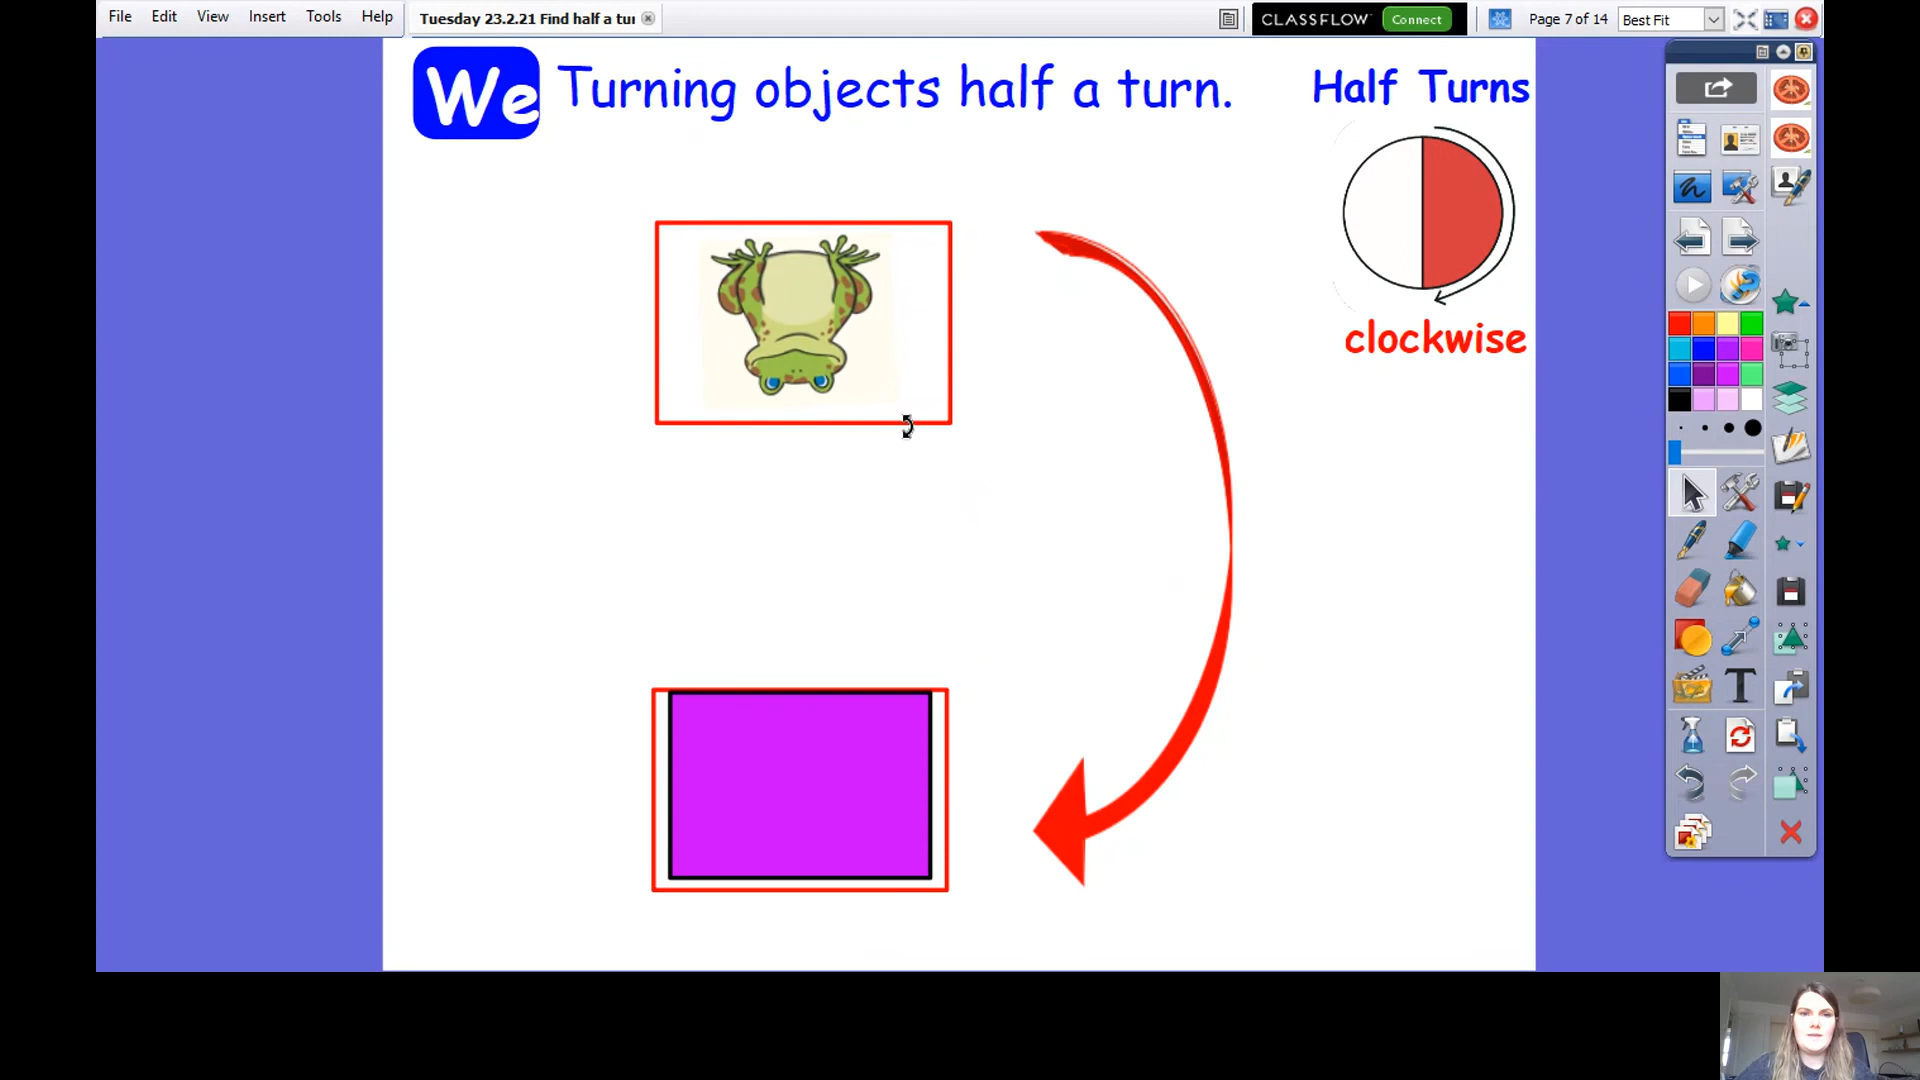 File Edit View Insert Tools Help
Tuesday 23.2.21 Find half a tur
CLASSFLOW Connect
Page 7 of 14
Best Fit
We Turning objects half a turn.
Half Turns
clockwise
T